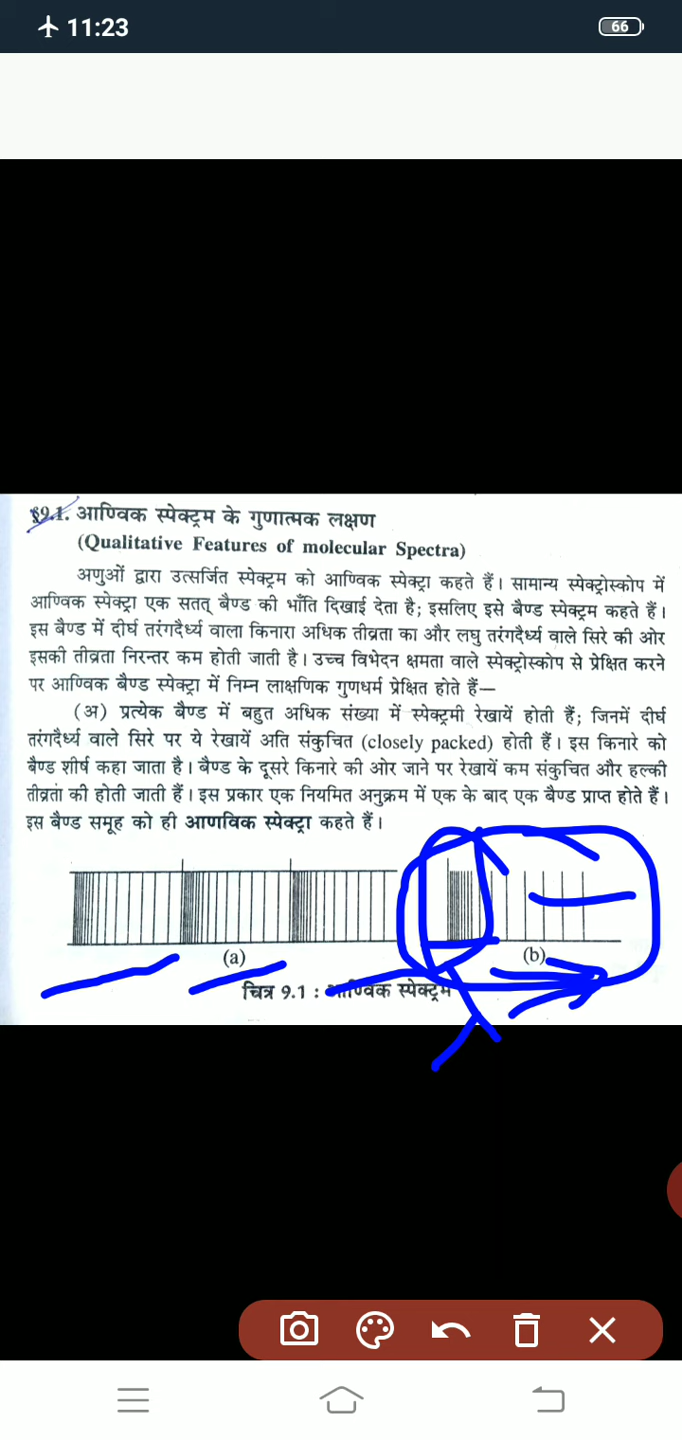 11:23
66
§9.1. आण्विक स्पेक्ट्रम के गुणात्मक लक्षण
(Qualitative Features of molecular Spectra)
अणुओं द्वारा उत्सर्जित स्पेक्ट्रम को आण्विक स्पेक्ट्रा कहते हैं। सामान्य स्पेक्ट्रोस्कोप में
आण्विक स्पेक्ट्रा एक सतत् बैण्ड की भाँति दिखाई देता है; इसलिए इसे बैण्ड स्पेक्ट्रम कहते हैं।
इस बैण्ड में दीर्घ तरंगदैर्ध्य वाला किनारा अधिक तीव्रता का और लघु तरंगदैर्ध्य वाले सिरे की ओर
इसकी तीव्रता निरन्तर कम होती जाती है। उच्च विभेदन क्षमता वाले स्पेक्ट्रोस्कोप से प्रेक्षित करने
पर आण्विक बैण्ड स्पेक्ट्रा में निम्न लाक्षणिक गुणधर्म प्रेक्षित होते हैं—
(अ) प्रत्येक बैण्ड में बहुत अधिक संख्या में स्पेक्ट्रमी रेखायें होती हैं; जिनमें दीर्घ
तरंगदैर्ध्य वाले सिरे पर ये रेखायें अति संकुचित (closely packed) होती हैं। इस किनारे को
बैण्ड शीर्ष कहा जाता है। बैण्ड के दूसरे किनारे की ओर जाने पर रेखायें कम संकुचित और हल्की
तीव्रता की होती जाती हैं। इस प्रकार एक नियमित अनुक्रम में एक के बाद एक बैण्ड प्राप्त होते हैं।
इस बैण्ड समूह को ही आणविक स्पेक्ट्रा कहते हैं।
(a) (b)
चित्र 9.1 : आण्विक स्पेक्ट्रम
λ